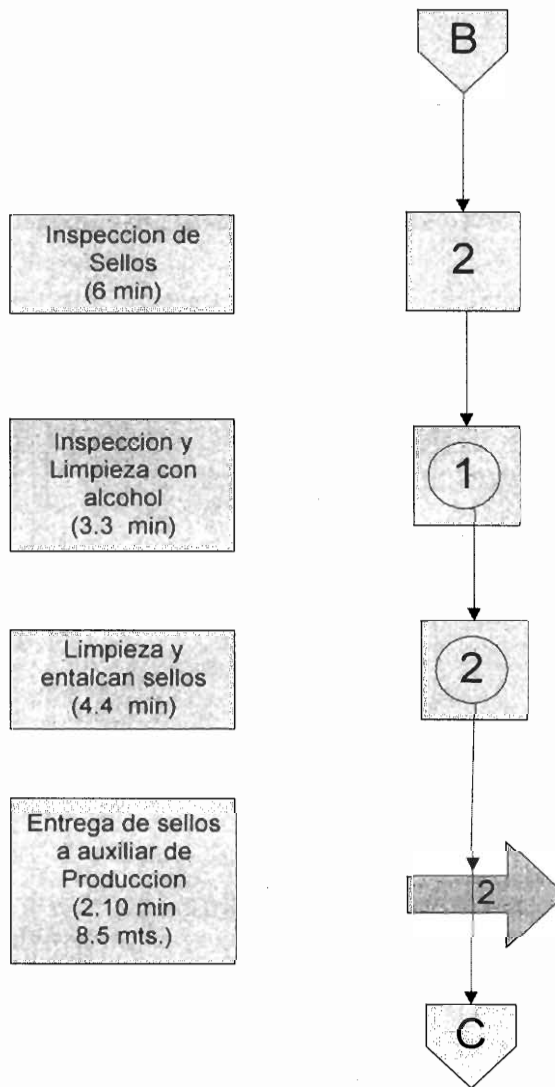 B
Inspeccion de
Sellos
(6 min)
2
Inspeccion y
Limpieza con
alcohol
(3.3 min)
1
Limpieza y
entalcan sellos
(4.4 min)
2
Entrega de sellos
a auxiliar de
Produccion
(2.10 min
8.5 mts.)
2
C